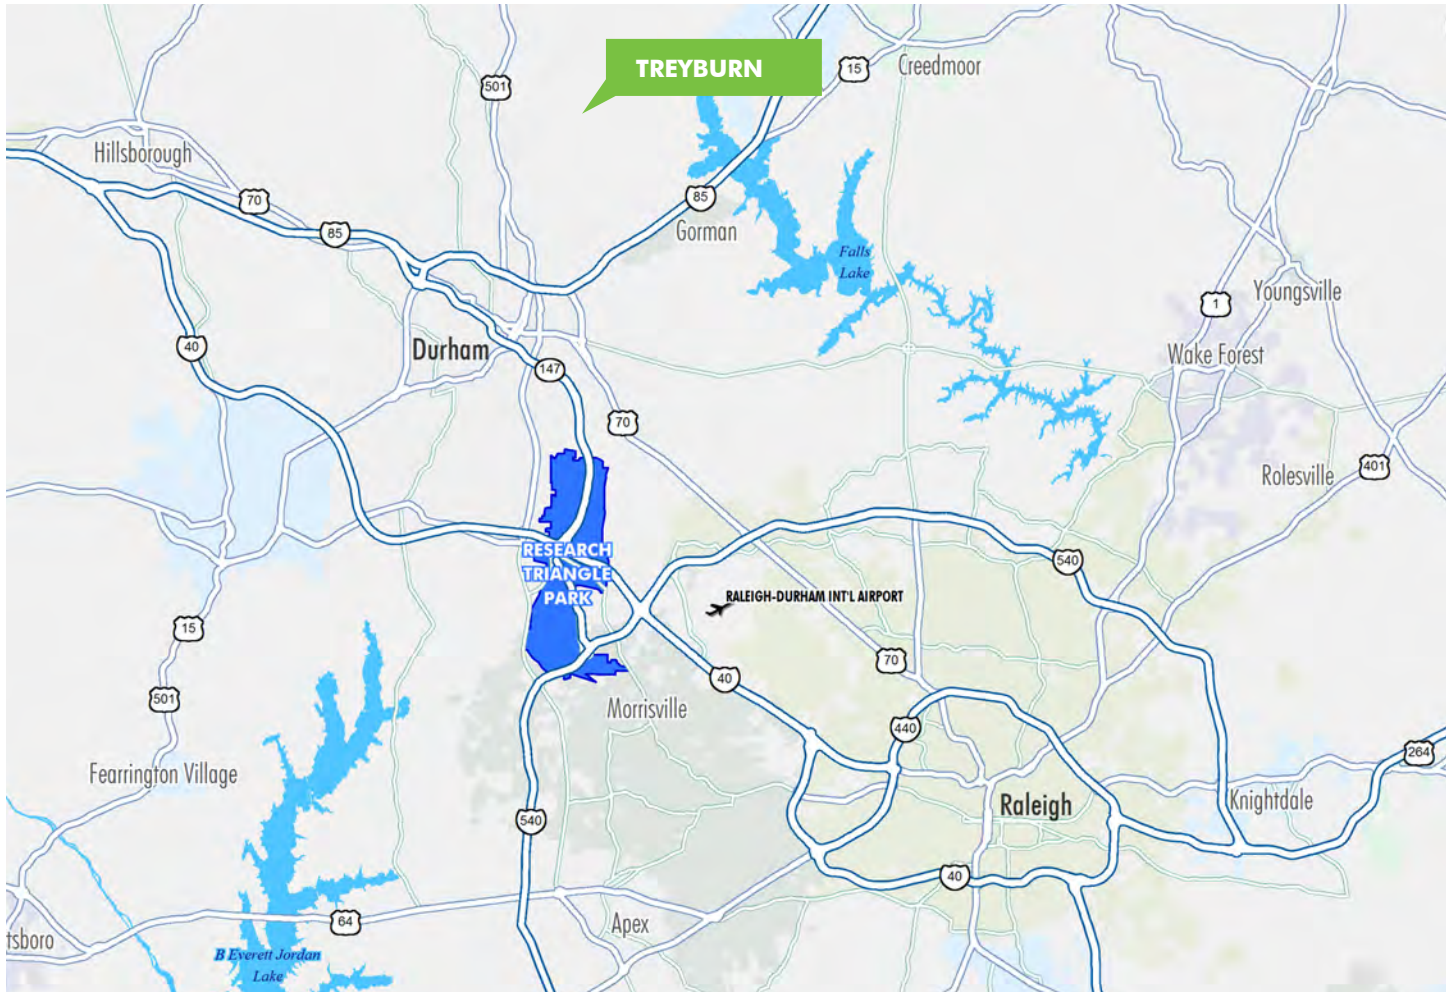 TREYBURN
15
Creedmoor
501
Hillsborough
70
85
85
Gorman
Falls
Lake
1
Youngsville
40
Durham
147
Wake Forest
70
401
Rolesville
RESEARCH
TRIANGLE
PARK
540
RALEIGH-DURHAM INT'L AIRPORT
15
70
40
501
Morrisville
440
264
Fearrington Village
540
Raleigh
Knightdale
40
64
Apex
tsboro
B Everett Jordan
Lake